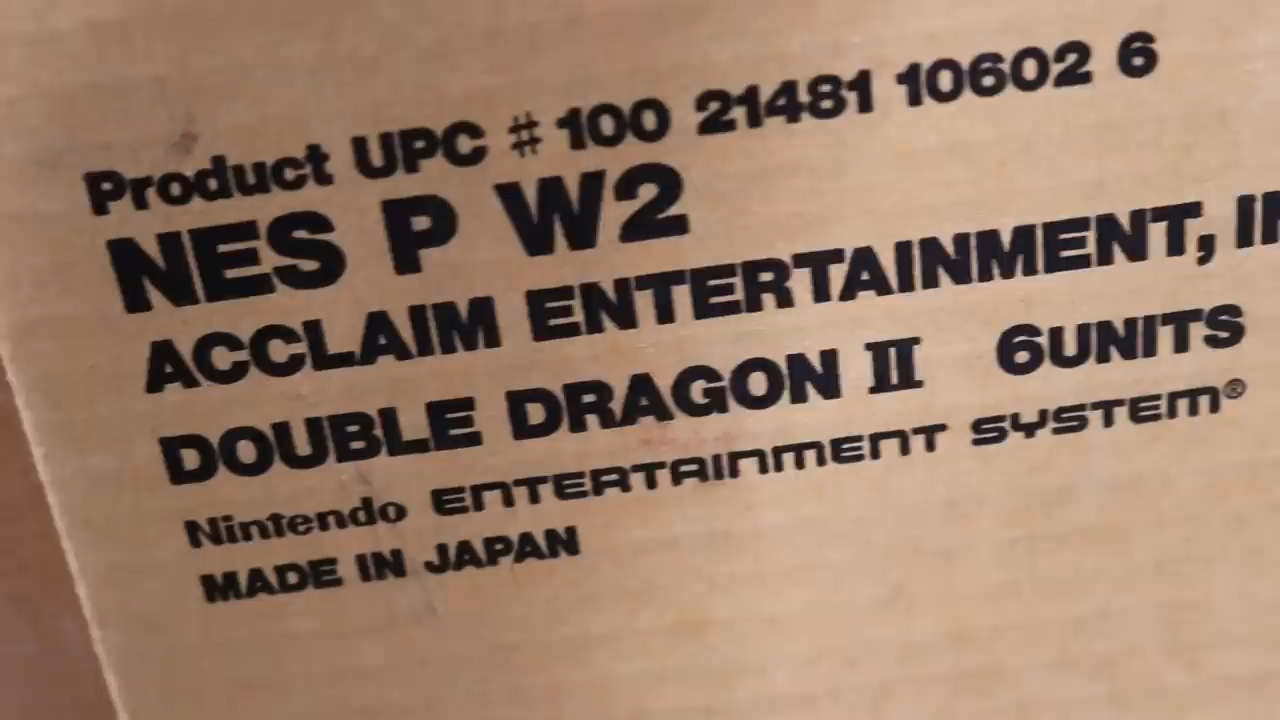 Product UPC # 100 21481 10602 6
NES P W2
ACCLAIM ENTERTAINMENT,
DOUBLE DRAGON II 6UNITS
Nintendo ENTERTAINMENT SYSTEM®
MADE IN JAPAN